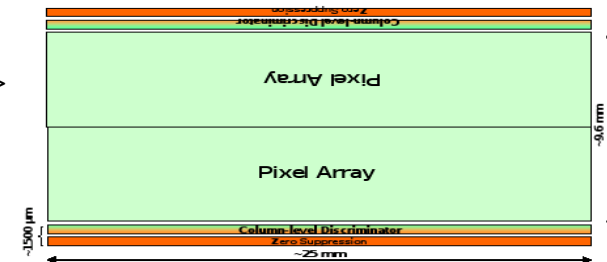 Zero Suppression
Column-level Discriminator
Pixel Array
~9.6 mm
Pixel Array
~1500 µm
Column-level Discriminator
Zero Suppression
~25 mm